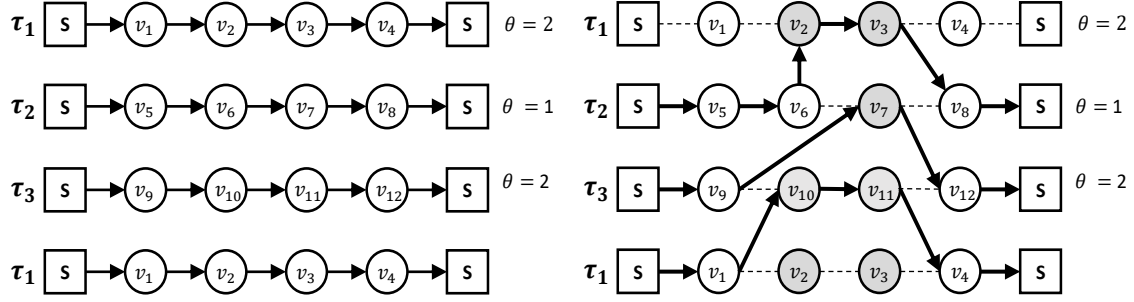 τ₁ S v₁ v₂ v₃ v₄ S θ = 2 τ₁ S v₁ v₂ v₃ v₄ S θ = 2
τ₂ S v₅ v₆ v₇ v₈ S θ = 1 τ₂ S v₅ v₆ v₇ v₈ S θ = 1
τ₃ S v₉ v₁₀ v₁₁ v₁₂ S θ = 2 τ₃ S v₉ v₁₀ v₁₁ v₁₂ S θ = 2
τ₁ S v₁ v₂ v₃ v₄ S τ₁ S v₁ v₂ v₃ v₄ S